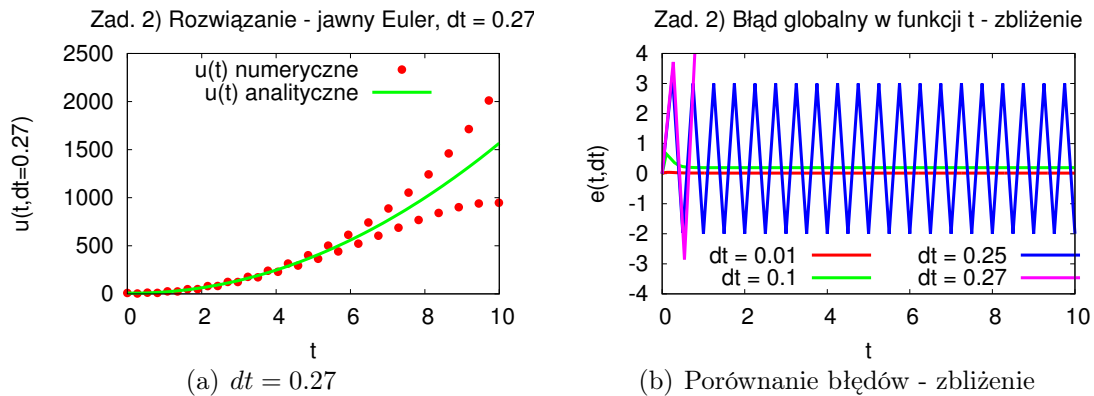 Zad. 2) Rozwiązanie - jawny Euler, dt = 0.27
2500
2000
1500
1000
500
0
u(t,dt=0.27)
u(t) numeryczne
u(t) analityczne
0 2 4 6 8 10
t
(a) dt = 0.27
Zad. 2) Błąd globalny w funkcji t - zbliżenie
4
3
2
1
0
-1
-2
-3
-4
e(t,dt)
dt = 0.01
dt = 0.1
dt = 0.25
dt = 0.27
0 2 4 6 8 10
t
(b) Porównanie błędów - zbliżenie